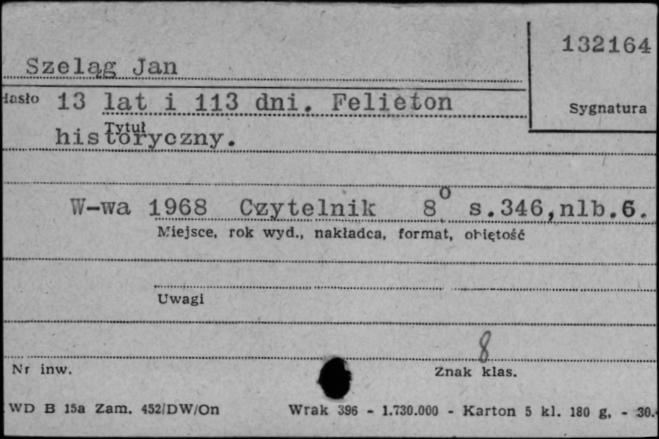 132164
Szeląg Jan
Hasło 13 lat i 113 dni. Felieton
Sygnatura
Tytuł
historyczny.
W-wa 1968 Czytelnik 8° s.346,nlb.6.
Miejsce, rok wyd., nakładca, format, objętość
Uwagi
8
Nr inw.
Znak klas.
WD B 15a Zam. 452/DW/On Wrak 396 - 1.730.000 - Karton 5 kl. 180 g. - 30.